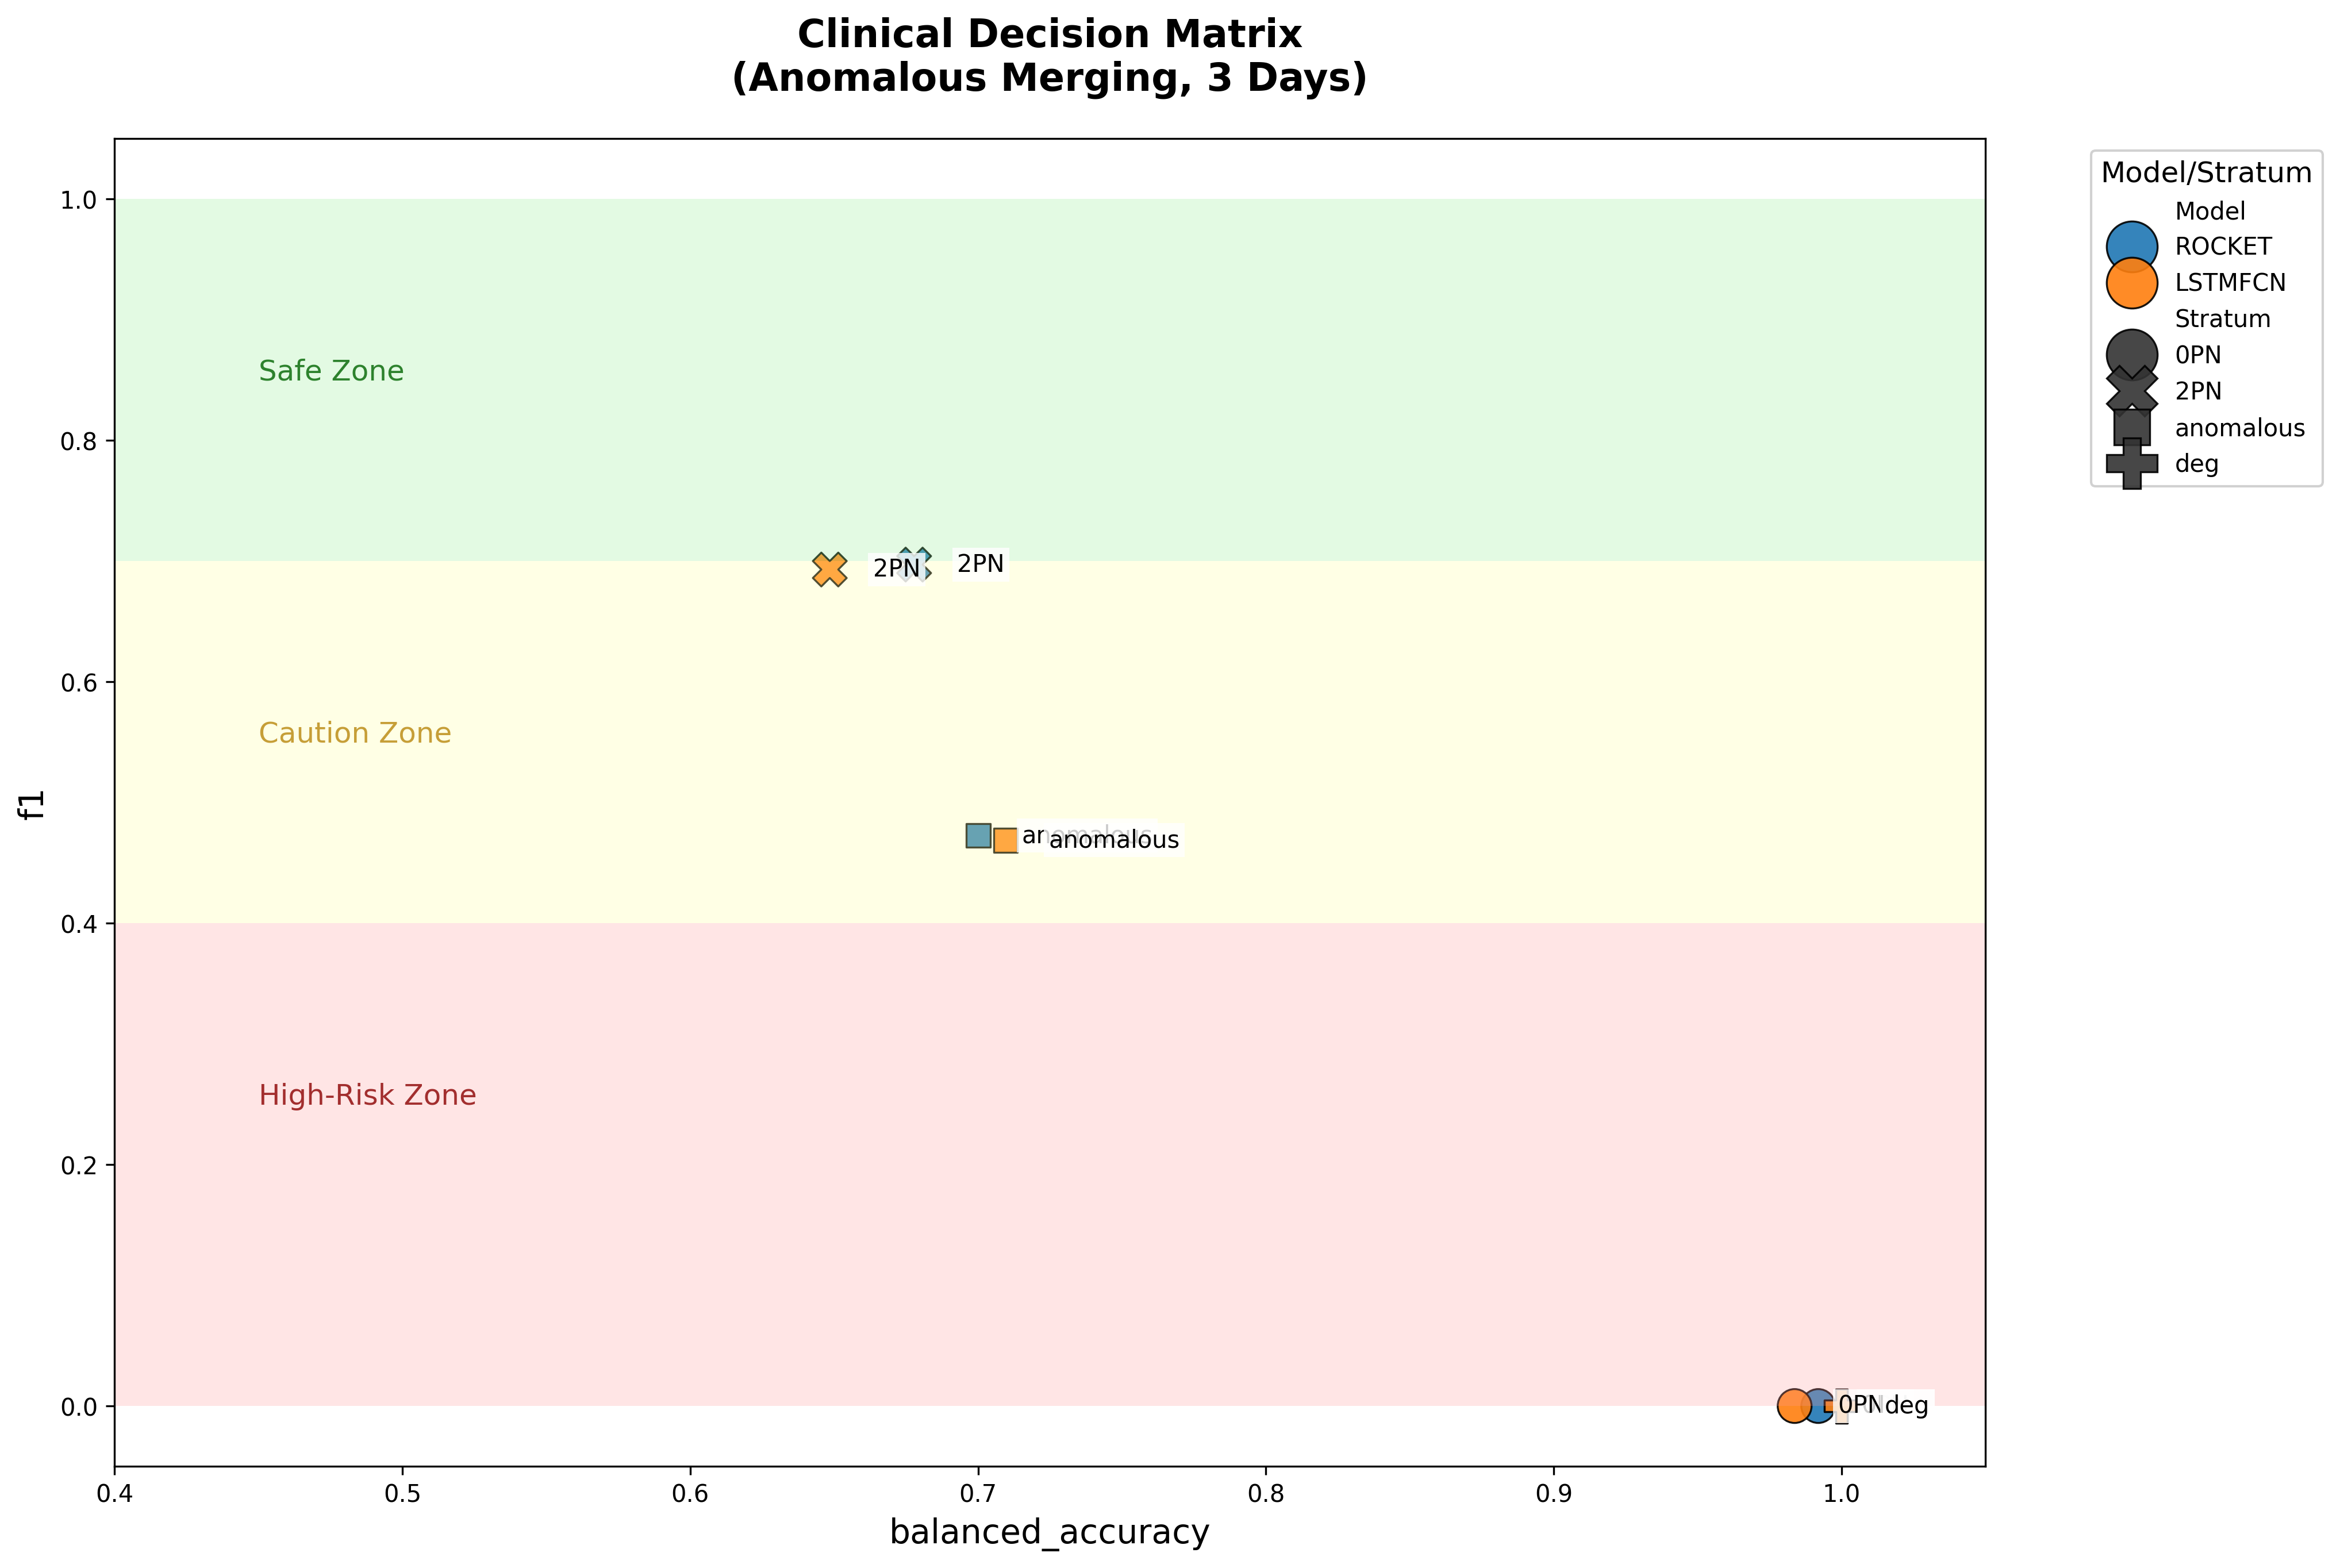 Clinical Decision Matrix
(Anomalous Merging, 3 Days)
Model/Stratum
Model
ROCKET
LSTMFCN
Stratum
0PN
2PN
anomalous
deg
1.0
0.8
0.6
0.4
0.2
0.0
f1
Safe Zone
2PN
2PN
Caution Zone
anomalous
anomalous
High-Risk Zone
0PN
deg
0.4
0.5
0.6
0.7
0.8
0.9
1.0
balanced_accuracy